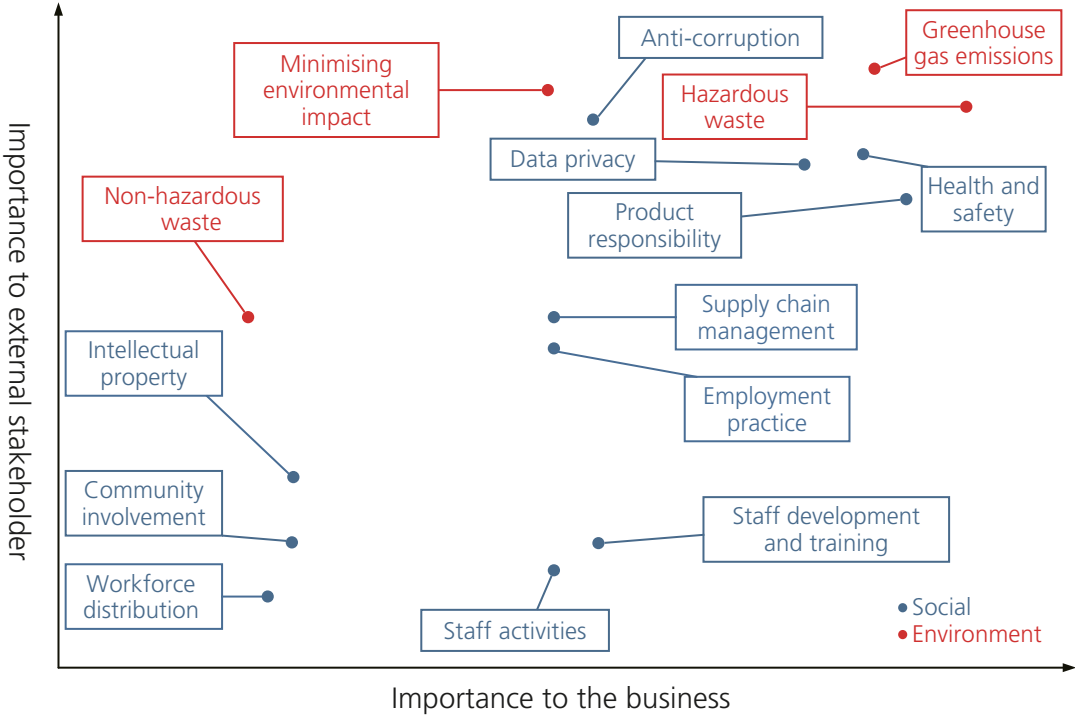 Greenhouse
gas emissions
Anti-corruption
Minimising
environmental
impact
Hazardous
waste
Data privacy
Health and
safety
Non-hazardous
waste
Product
responsibility
Supply chain
management
Intellectual
property
Employment
practice
Community
involvement
Staff development
and training
Workforce
distribution
Staff activities
Social
Environment
Importance to external stakeholder
Importance to the business